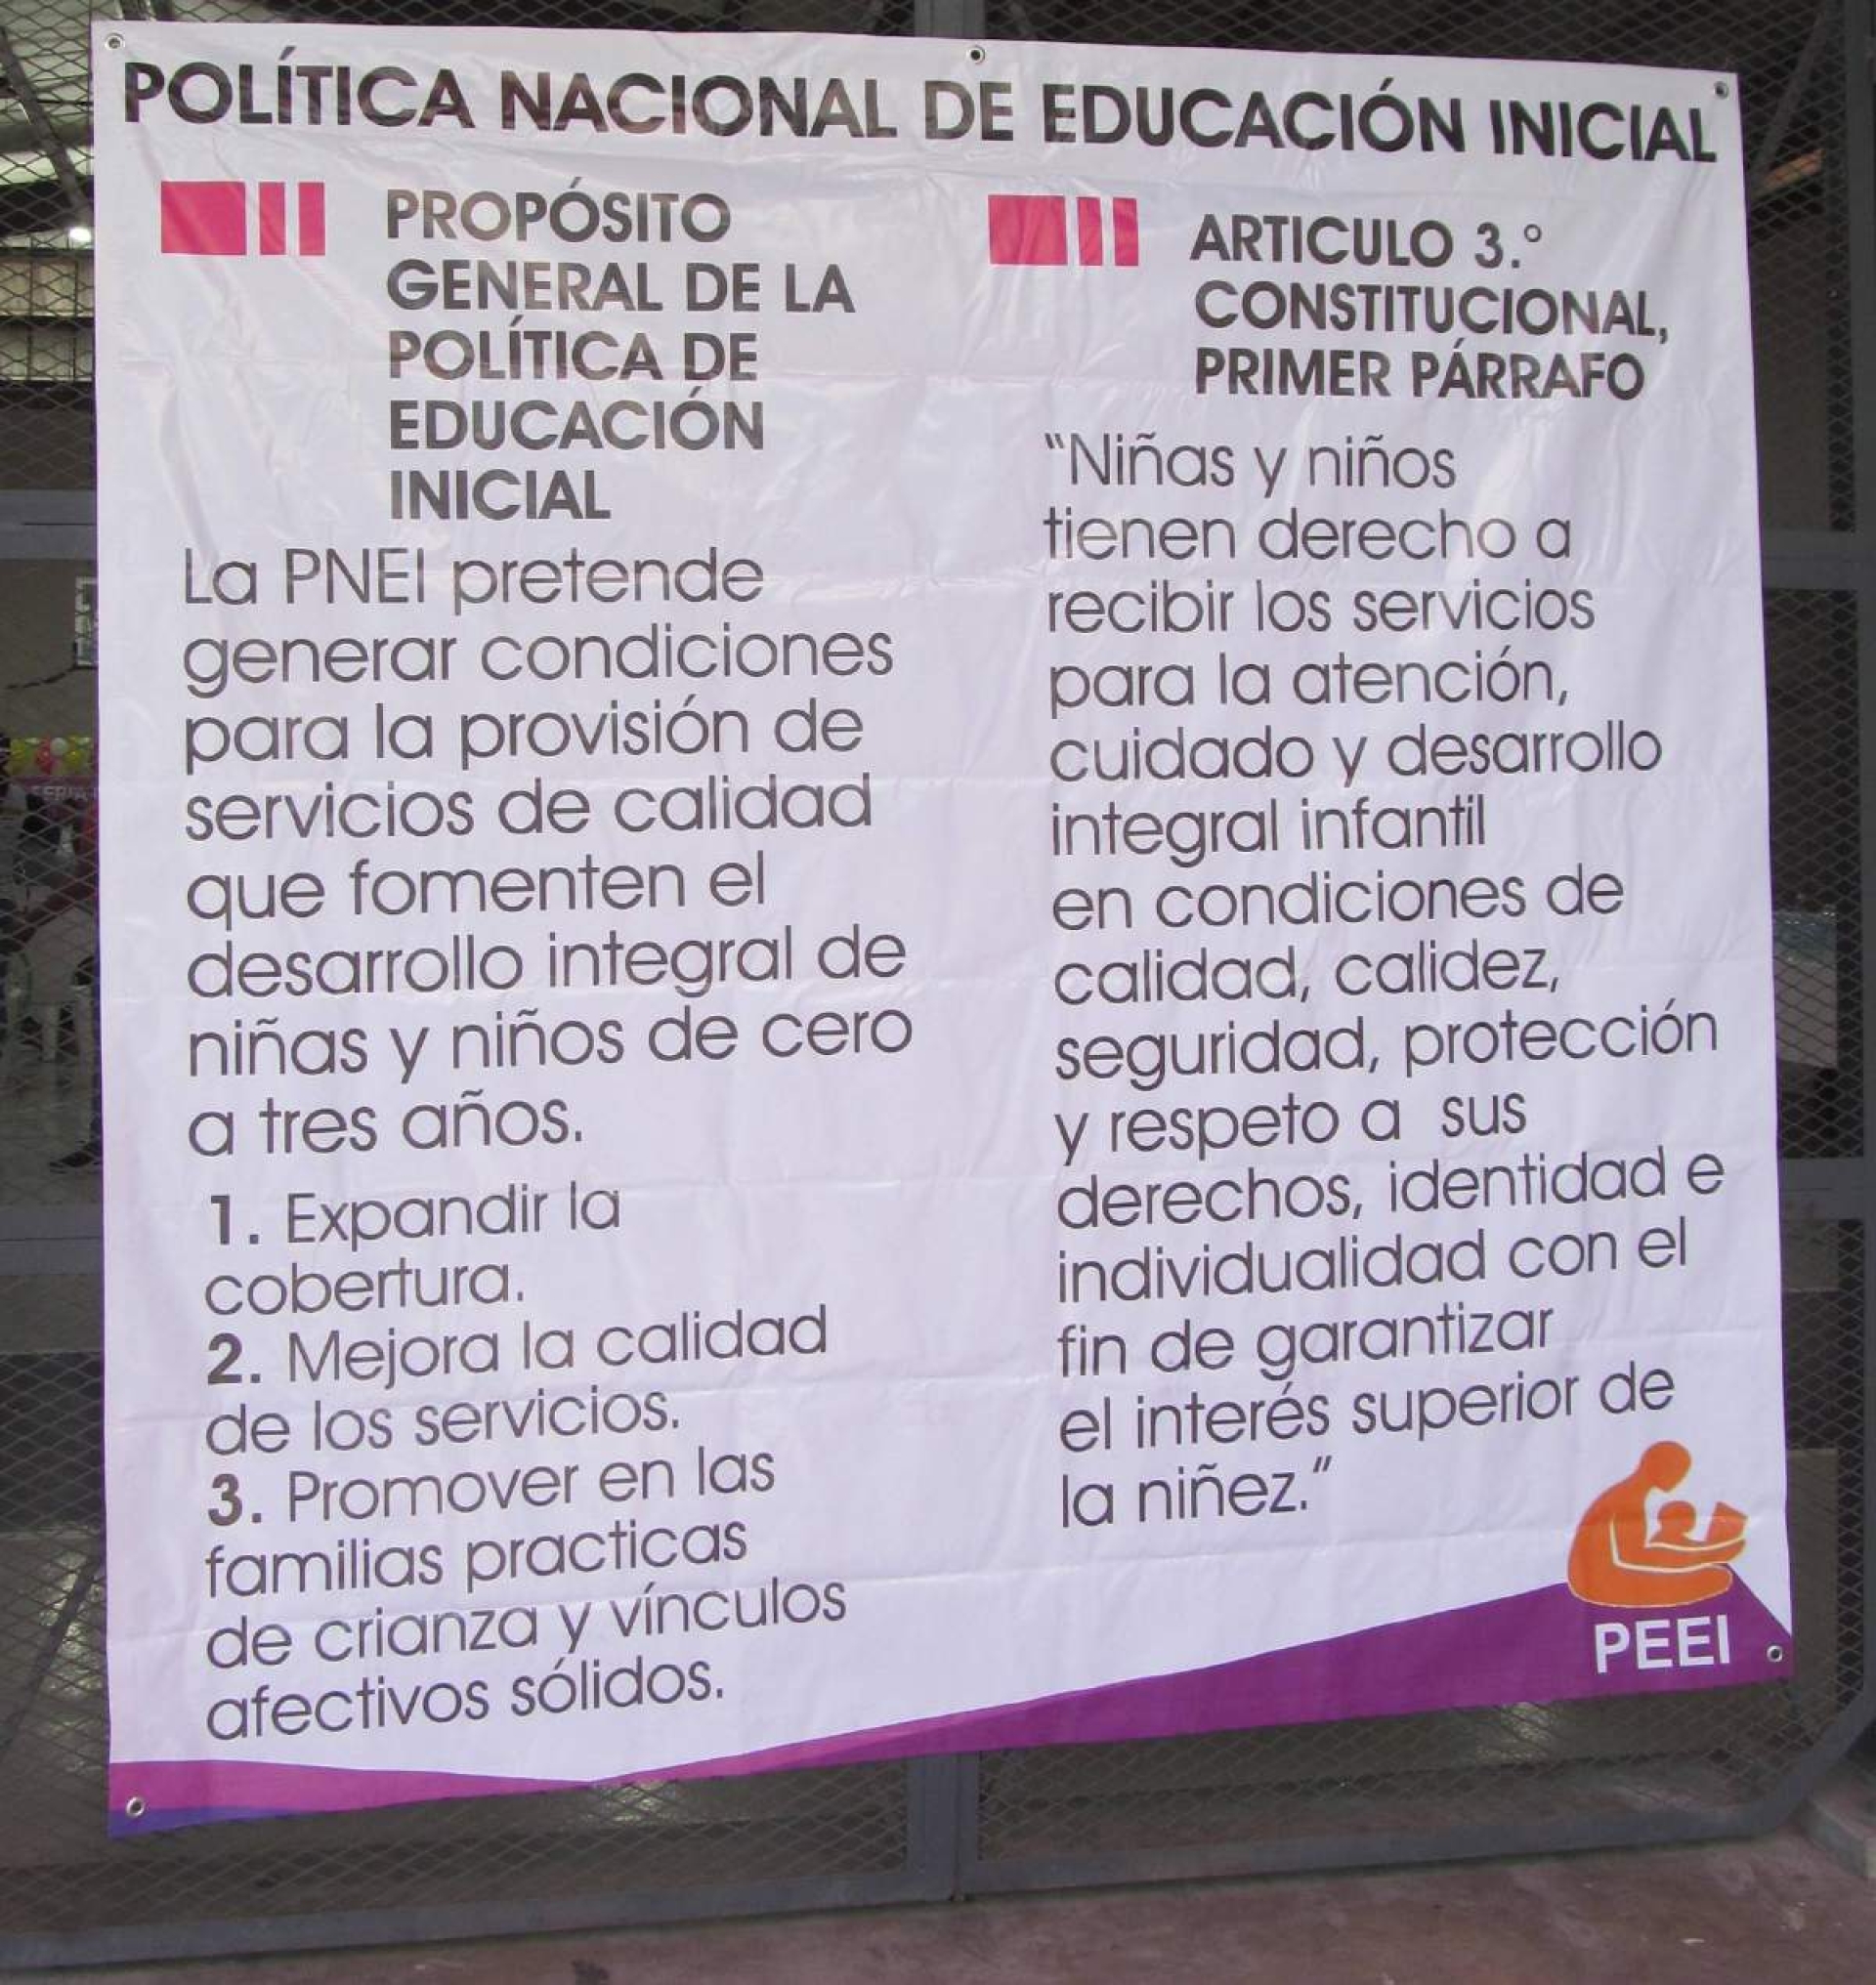 POLÍTICA NACIONAL DE EDUCACIÓN INICIAL
PROPÓSITO
GENERAL DE LA
POLÍTICA DE
EDUCACIÓN
INICIAL
La PNEI pretende
generar condiciones
para la provisión de
servicios de calidad
que fomenten el
desarrollo integral de
niñas y niños de cero
a tres años.
1. Expandir la
cobertura.
2. Mejora la calidad
de los servicios.
3. Promover en las
familias practicas
de crianza y vínculos
afectivos sólidos.
ARTICULO 3.°
CONSTITUCIONAL,
PRIMER PÁRRAFO
“Niñas y niños
tienen derecho a
recibir los servicios
para la atención,
cuidado y desarrollo
integral infantil
en condiciones de
calidad, calidez,
seguridad, protección
y respeto a sus
derechos, identidad e
individualidad con el
fin de garantizar
el interés superior de
la niñez.”
PEEI